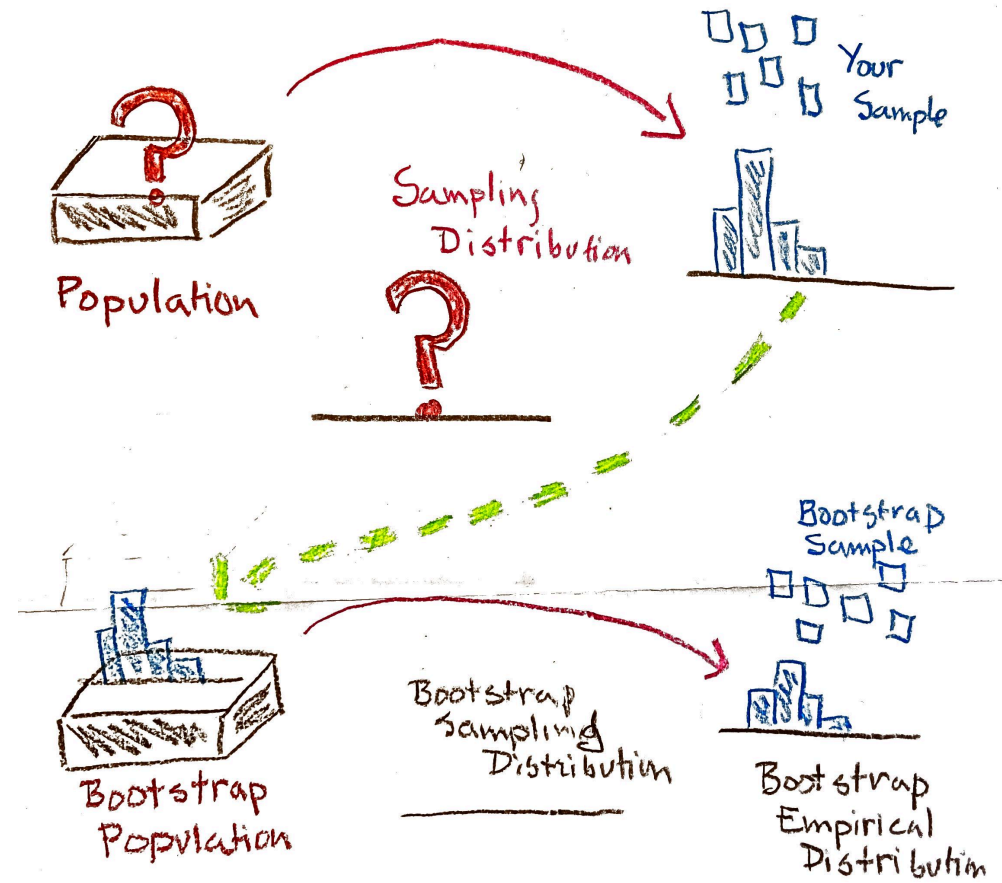 Your
Sample
?
Sampling
Distribution
Population
?
Bootstrap
Sample
Bootstrap
Sampling
Distribution
Bootstrap
Population
Bootstrap
Empirical
Distribution